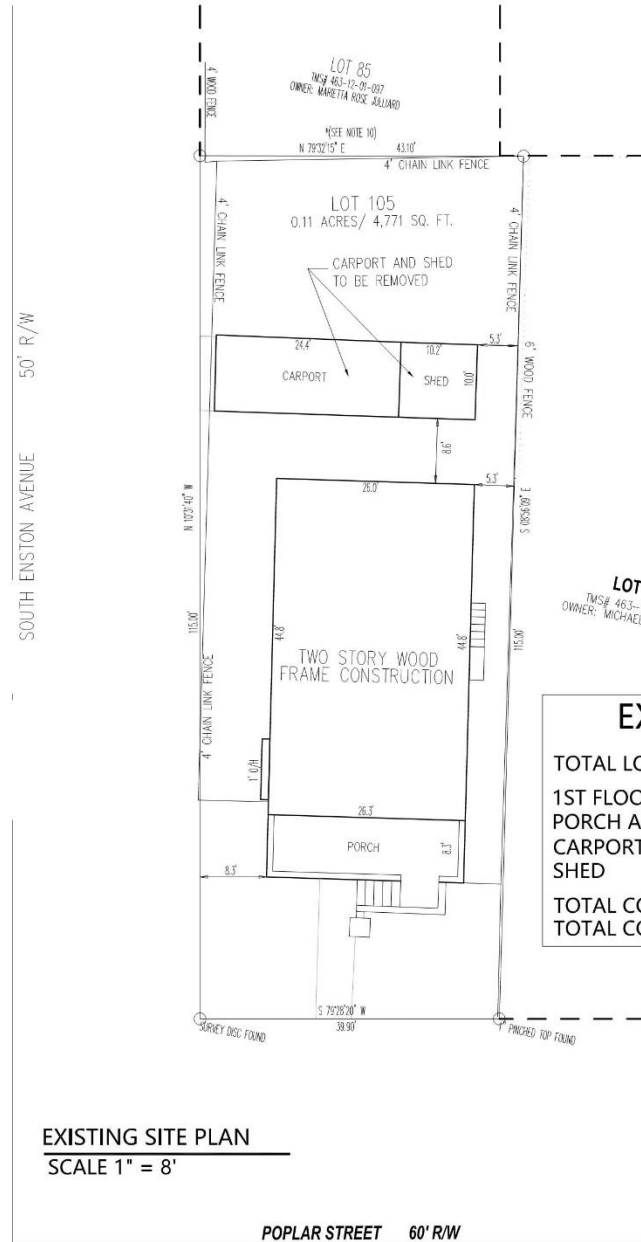 4' WOOD FENCE
LOT 85
TMS# 463-12-01-097
OWNER: MARIETTA ROSE JULLIARD
*(SEE NOTE 10)
N 79'32'15" E 43.10'
4' CHAIN LINK FENCE
LOT 105
0.11 ACRES/ 4,771 SQ. FT.
4' CHAIN LINK FENCE
4' CHAIN LINK FENCE
CARPORT AND SHED
TO BE REMOVED
50' R/W
SOUTH ENSTON AVENUE
24.4'
10.2'
5.3'
CARPORT
SHED
10.0'
6' WOOD FENCE
8.6'
26.0'
5.3'
N 10'31'40" W
S 08'56'09" E
LOT
TMS# 463-
OWNER: MICHAEL
115.00'
44.8'
44.8'
115.00'
TWO STORY WOOD
FRAME CONSTRUCTION
4' CHAIN LINK FENCE
1' O/H
26.3'
PORCH
8.3'
8.3'
EX
TOTAL LO
1ST FLOO
PORCH A
CARPORT
SHED
TOTAL CO
TOTAL CO
S 79'28'20" W
39.90'
SURVEY DISC FOUND
1" PINCHED TOP FOUND
EXISTING SITE PLAN
SCALE 1" = 8'
POPLAR STREET 60' R/W